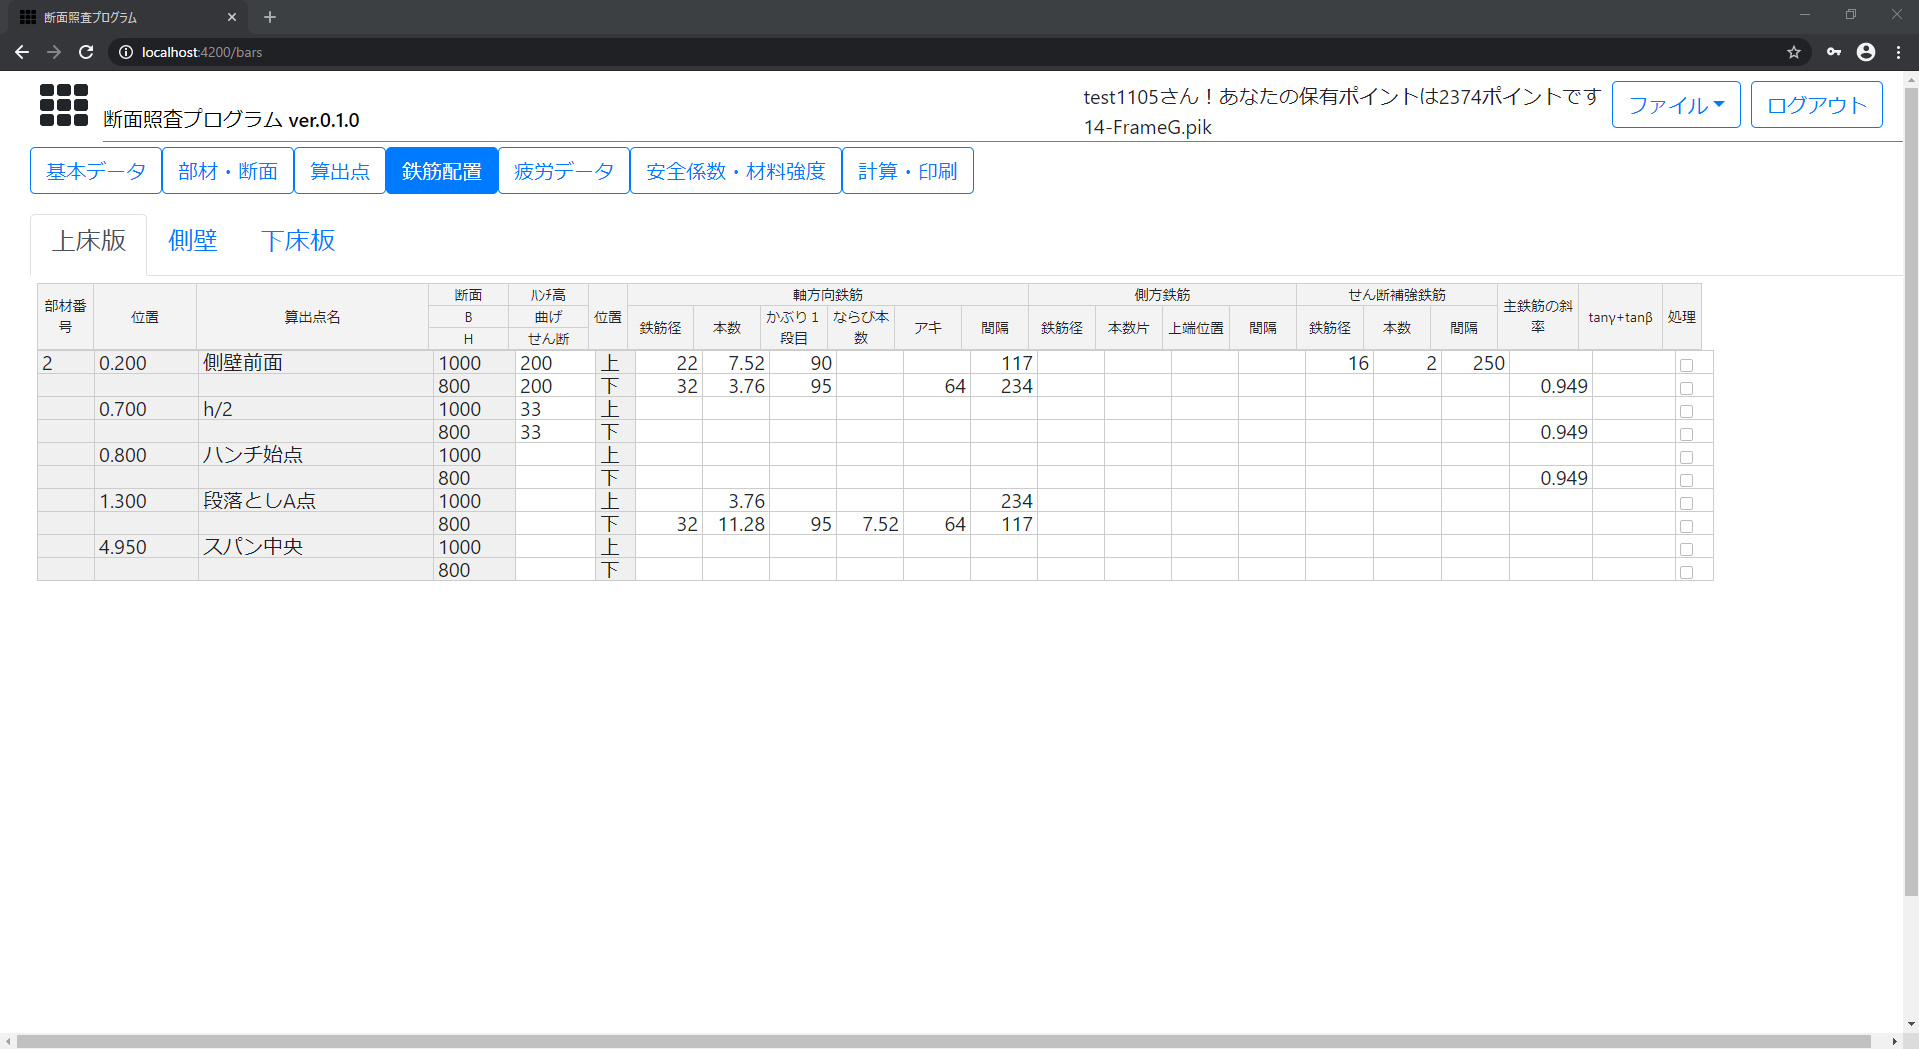 断面照査プログラム
localhost:4200/bars
断面照査プログラム ver.0.1.0
test1105さん！あなたの保有ポイントは2374ポイントです
14-FrameG.pik
ファイル
ログアウト
基本データ 部材・断面 算出点 鉄筋配置 疲労データ 安全係数・材料強度 計算・印刷
上床版 側壁 下床板
部材番号 位置 算出点名 断面 B H ﾊﾝﾁ高 曲げ せん断 位置 軸方向鉄筋 鉄筋径 本数 かぶり１段目 ならび本数 アキ 間隔 側方鉄筋 鉄筋径 本数片 上端位置 間隔 せん断補強鉄筋 鉄筋径 本数 間隔 主鉄筋の斜率 tanγ+tanβ 処理
2 0.200 側壁前面 1000 200 上 22 7.52 90 117 16 2 250
800 200 下 32 3.76 95 64 234 0.949
0.700 h/2 1000 33 上
800 33 下 0.949
0.800 ハンチ始点 1000 上
800 下 0.949
1.300 段落としA点 1000 上 3.76 234
800 下 32 11.28 95 7.52 64 117
4.950 スパン中央 1000 上
800 下